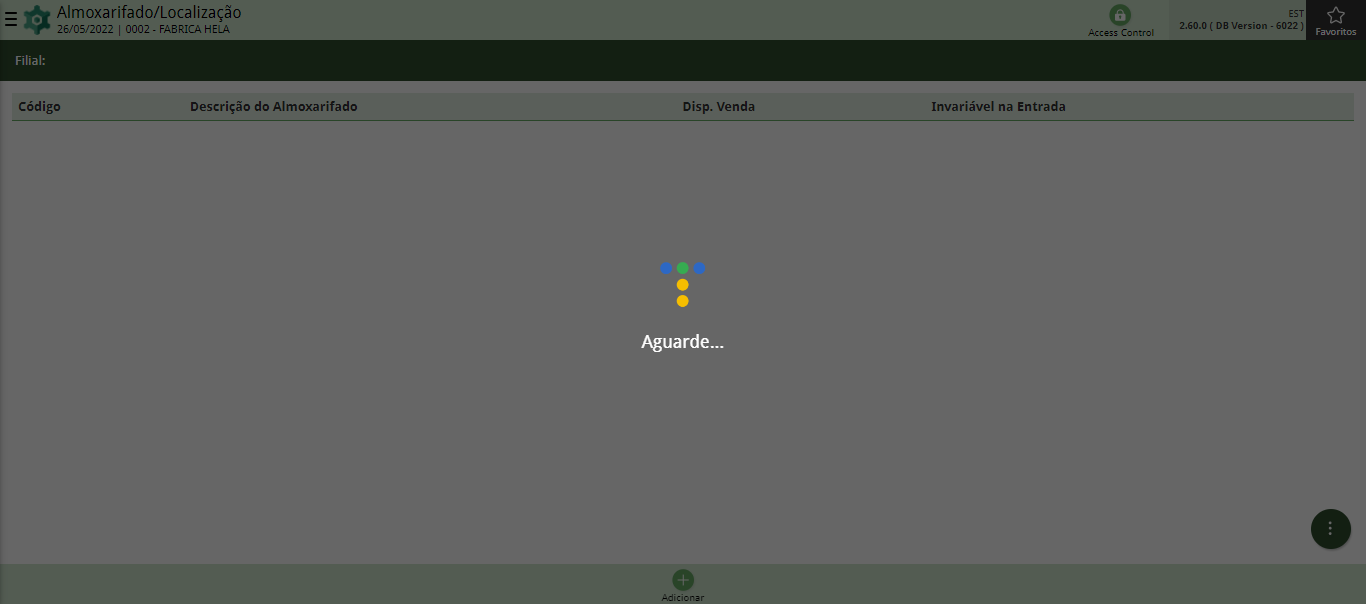 Almoxarifado/Localização
26/05/2022 | 0002 - FABRICA HELA
Access Control
EST
2.60.0 ( DB Version - 6022 )
Favoritos
Filial:
Código Descrição do Almoxarifado Disp. Venda Invariável na Entrada
Aguarde...
Adicionar